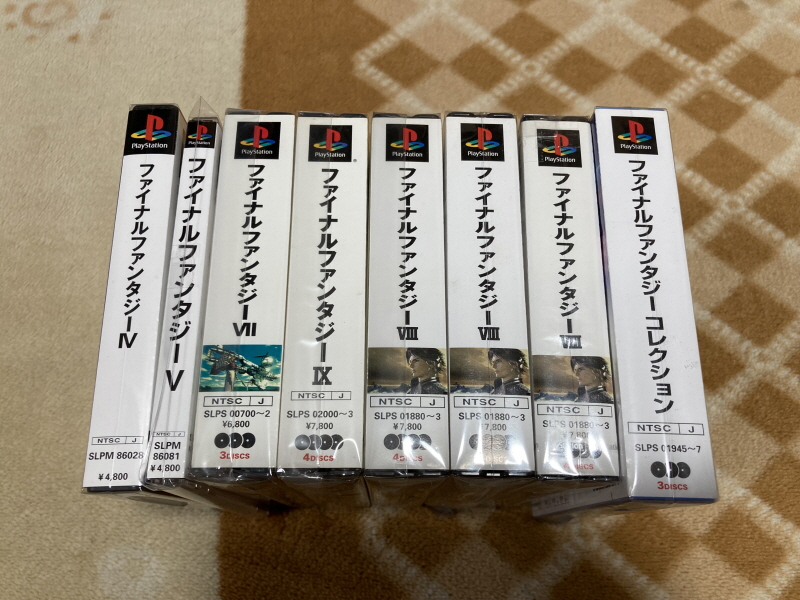 PlayStation
ファイナルファンタジーIV
NTSC J
SLPM 86028
¥4,800
PlayStation
ファイナルファンタジーV
NTSC J
SLPM
86081
¥4,800
PlayStation
ファイナルファンタジーVII
NTSC J
SLPS 00700~2
¥6,800
3DISCS
PlayStation
ファイナルファンタジーIX
NTSC J
SLPS 02000~3
¥7,800
4DISCS
PlayStation
ファイナルファンタジーVIII
NTSC J
SLPS 01880~3
¥7,800
4DISCS
PlayStation
ファイナルファンタジーVIII
NTSC J
SLPS 01880~3
¥7,800
PlayStation
ファイナルファンタジーVIII
NTSC J
SLPS 01880~3
¥7,800
PlayStation
ファイナルファンタジー コレクション
NTSC J
SLPS 01945~7
3DISCS